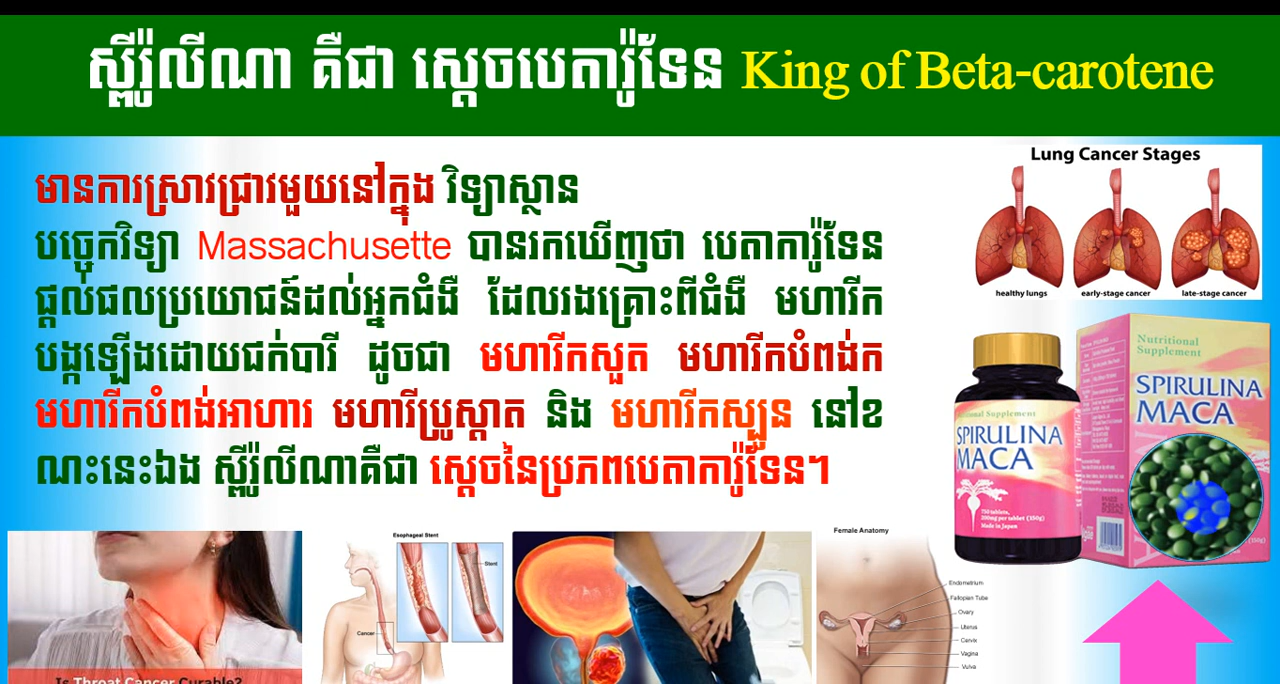 ស្ពីរ៉ូលីណា គឺជា ស្តេចបេតារ៉ូទែន King of Beta-carotene
មានការស្រាវជ្រាវមួយនៅក្នុង វិទ្យាស្ថាន
បច្ចេកវិទ្យា Massachusette បានរកឃើញថា បេតាការ៉ូទែន
ផ្តល់ផលប្រយោជន៍ដល់អ្នកជំងឺ ដែលរងគ្រោះពីជំងឺ មហារីក
បង្កឡើងដោយជក់បារី ដូចជា មហារីកសួត មហារីកបំពង់ក
មហារីកបំពង់អាហារ មហារីប្រូស្តាត និង មហារីកស្បូន នៅខ
ណះនេះឯង ស្ពីរ៉ូលីណាគឺជា ស្តេចនៃប្រភពបេតាការ៉ូទែន។
Lung Cancer Stages
healthy lungs early-stage cancer late-stage cancer
Nutritional
Supplement
SPIRULINA
MACA
Nutritional Supplement
SPIRULINA
MACA
750 tablets,
200mg per tablet (150g)
Made in Japan
Is Throat Cancer Curable?
Esophageal Stent
Stent
Cancer
Female Anatomy
Endometrium
Fallopian Tube
Ovary
Uterus
Cervix
Vagina
Vulva